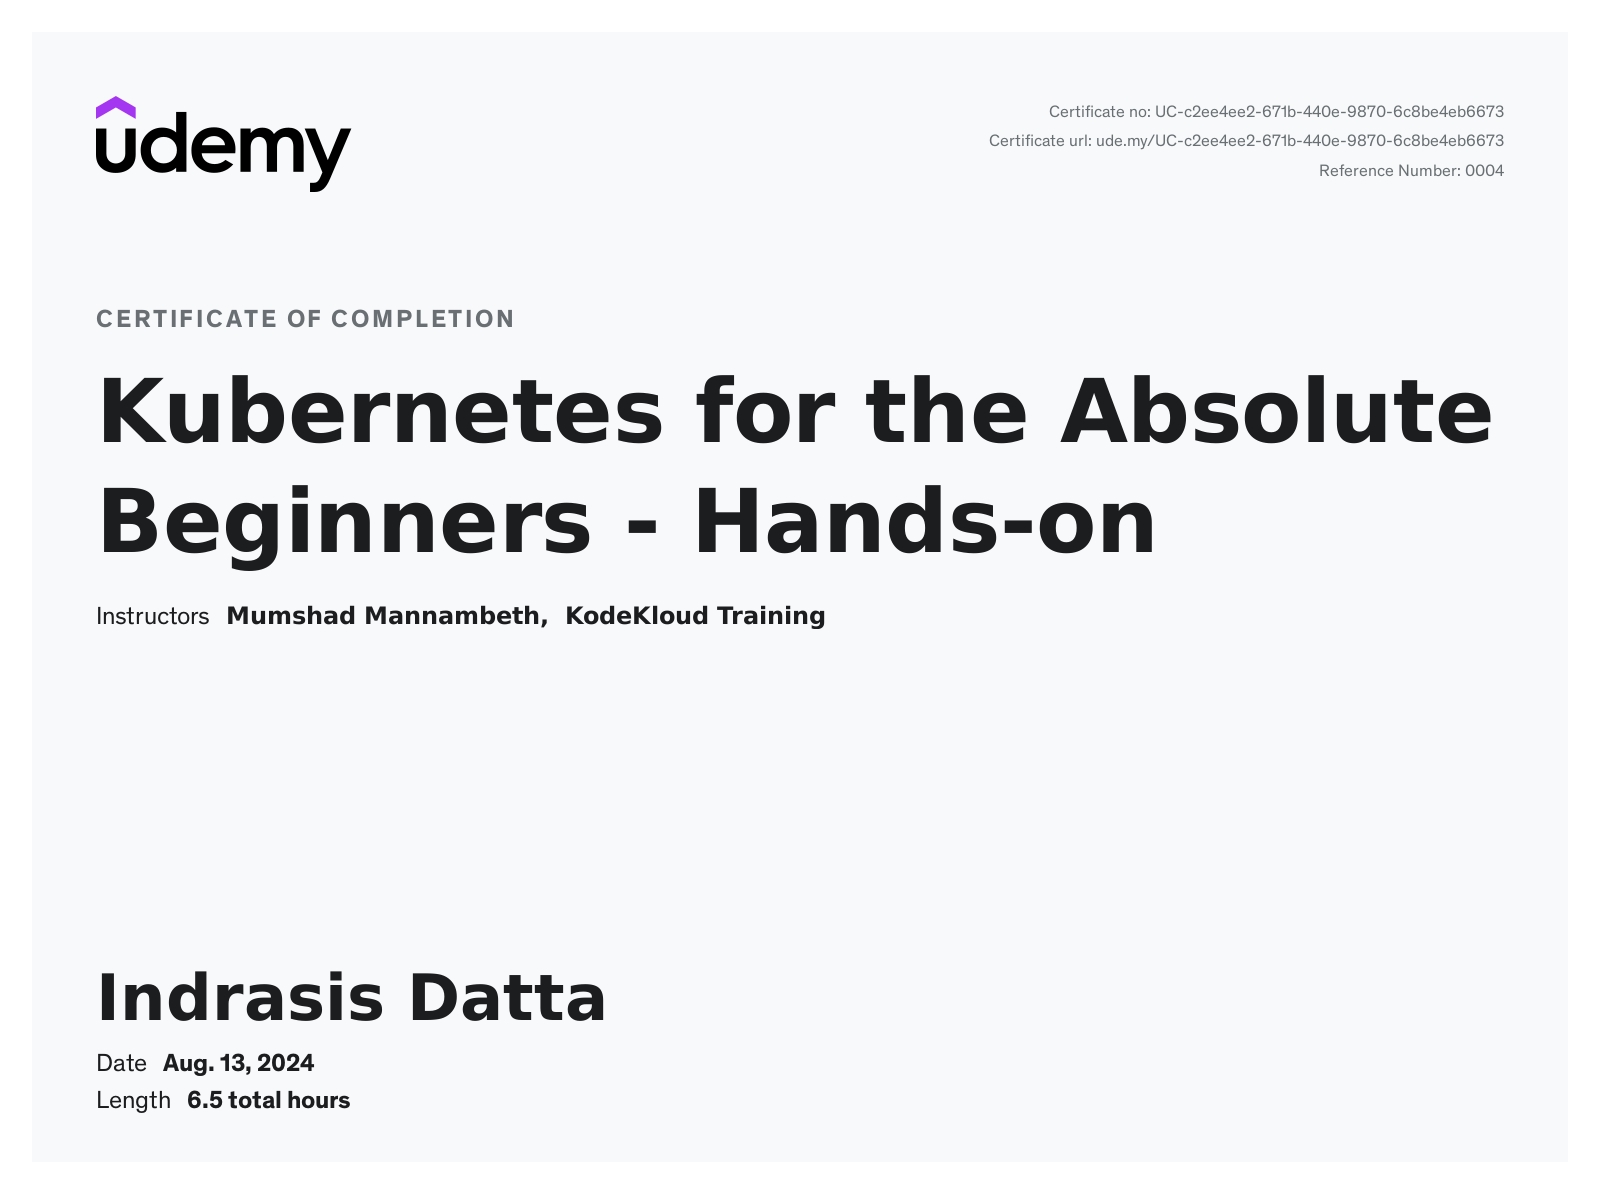 udemy
Certificate no: UC-c2ee4ee2-671b-440e-9870-6c8be4eb6673
Certificate url: ude.my/UC-c2ee4ee2-671b-440e-9870-6c8be4eb6673
Reference Number: 0004
CERTIFICATE OF COMPLETION
Kubernetes for the Absolute
Beginners - Hands-on
Instructors Mumshad Mannambeth, KodeKloud Training
Indrasis Datta
Date Aug. 13, 2024
Length 6.5 total hours